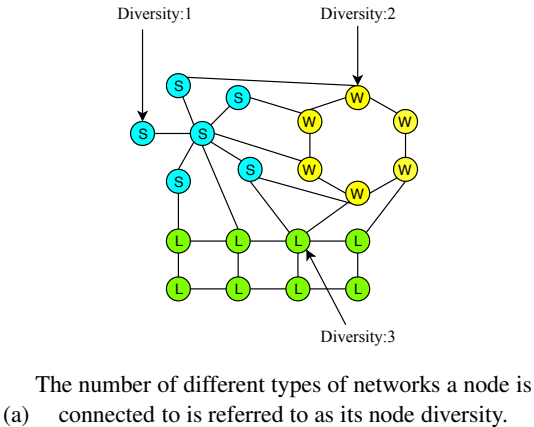 Diversity:1
Diversity:2
S
S
W
S
S
W
W
W
S
W
S
W
L
L
L
L
L
L
L
L
Diversity:3
The number of different types of networks a node is
(a) connected to is referred to as its node diversity.